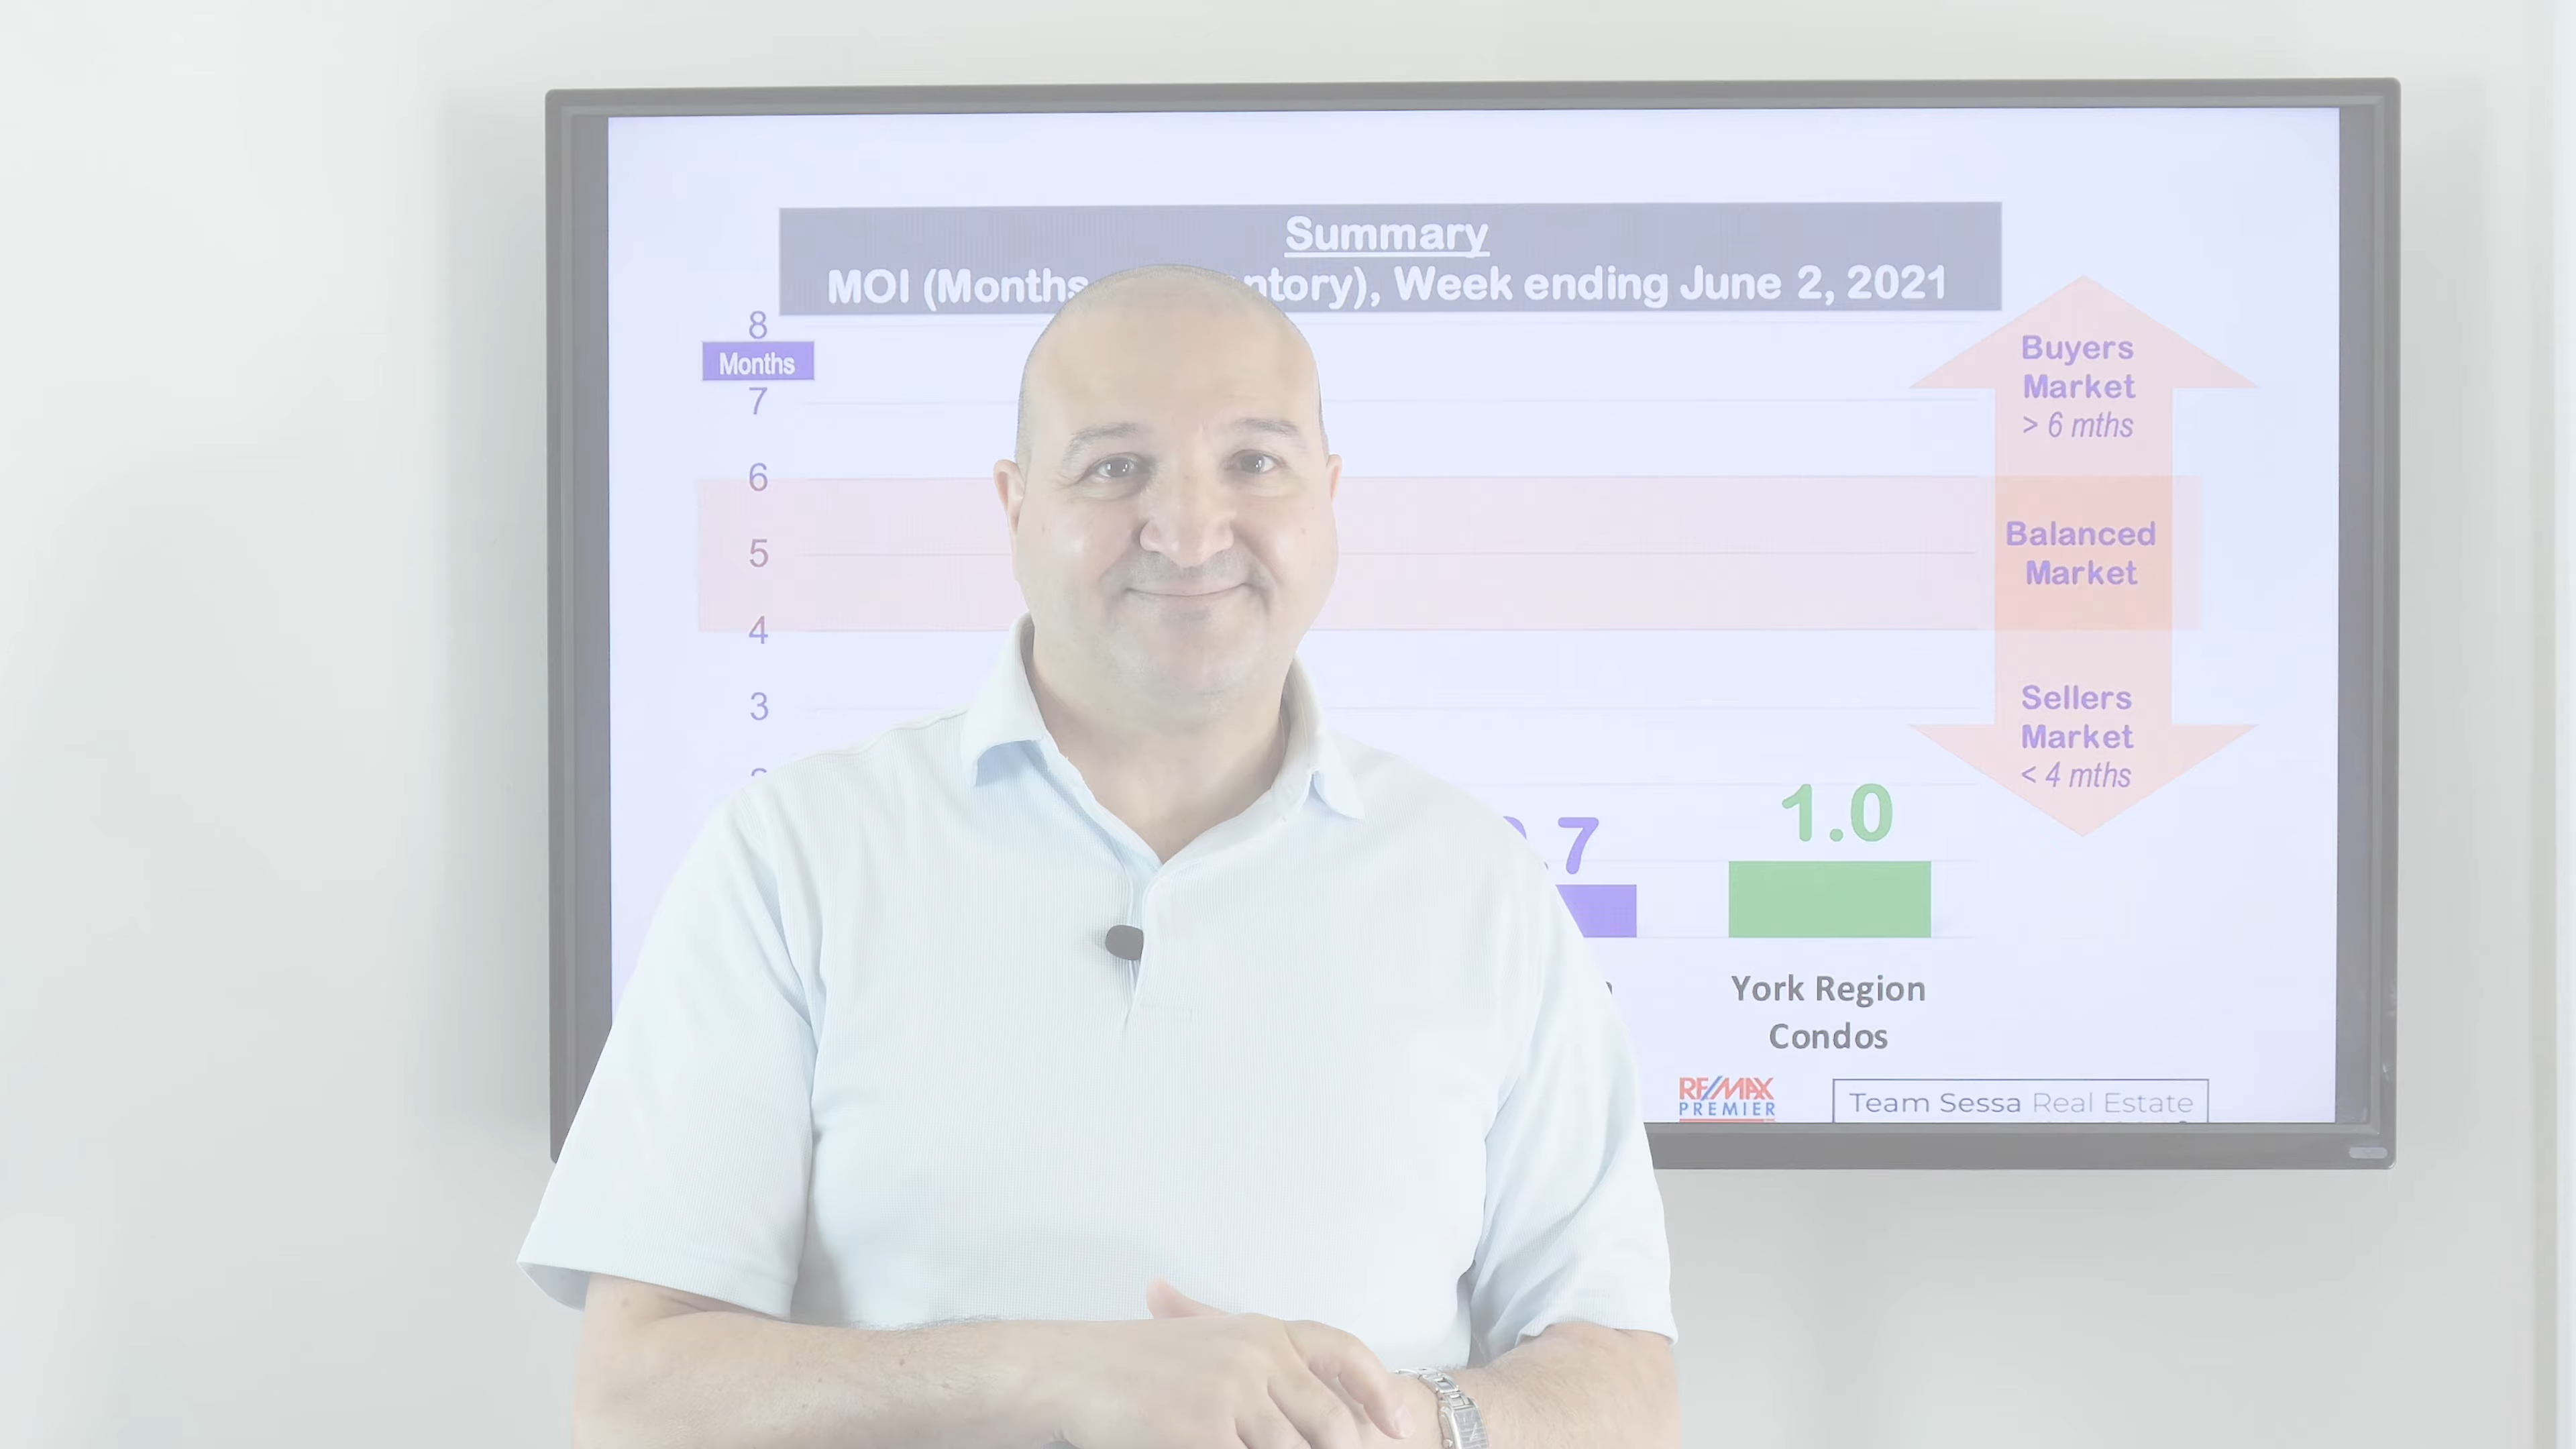 Summary
MOI (Months ntory), Week ending June 2, 2021
8
Months
7
6
5
4
3
Buyers
Market
> 6 mths
Balanced
Market
Sellers
Market
< 4 mths
.7
1.0
York Region
Condos
RE/MAX
PREMIER
Team Sessa Real Estate